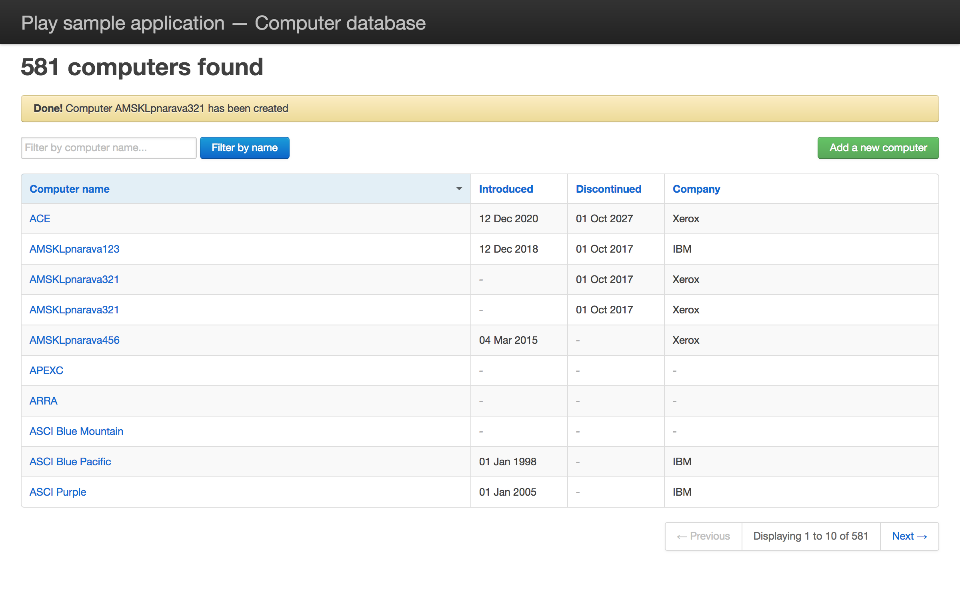 Play sample application — Computer database
581 computers found
Done! Computer AMSKLpnarava321 has been created
Filter by computer name... Filter by name Add a new computer
Computer name Introduced Discontinued Company
ACE 12 Dec 2020 01 Oct 2027 Xerox
AMSKLpnarava123 12 Dec 2018 01 Oct 2017 IBM
AMSKLpnarava321 - 01 Oct 2017 Xerox
AMSKLpnarava321 - 01 Oct 2017 Xerox
AMSKLpnarava456 04 Mar 2015 - Xerox
APEXC - - -
ARRA - - -
ASCI Blue Mountain - - -
ASCI Blue Pacific 01 Jan 1998 - IBM
ASCI Purple 01 Jan 2005 - IBM
← Previous Displaying 1 to 10 of 581 Next →